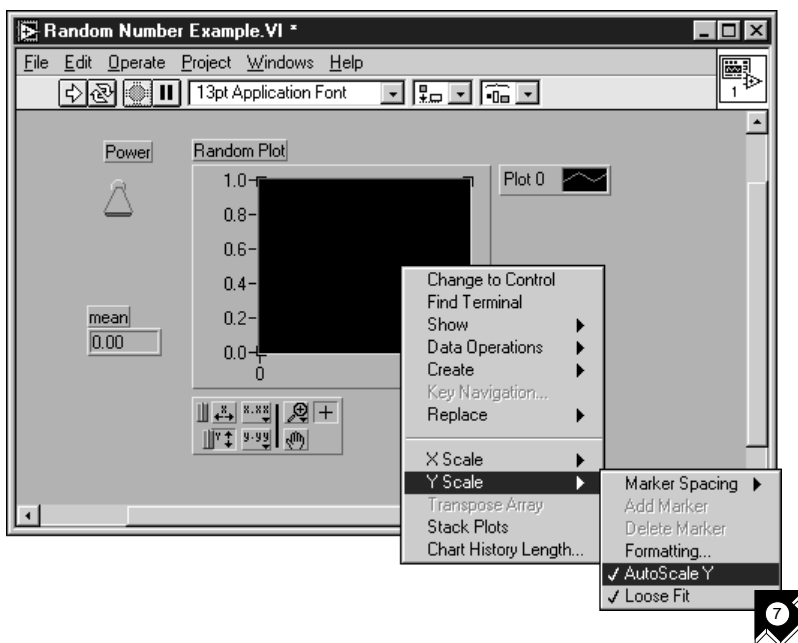 Random Number Example.VI *
File Edit Operate Project Windows Help
13pt Application Font
1
Power
Random Plot
Plot 0
1.0
0.8
0.6
0.4
0.2
0.0
0
mean
0.00
X
x.xx
Y
y.yy
Change to Control
Find Terminal
Show
Data Operations
Create
Key Navigation...
Replace
X Scale
Y Scale
Transpose Array
Stack Plots
Chart History Length...
Marker Spacing
Add Marker
Delete Marker
Formatting...
AutoScale Y
Loose Fit
7